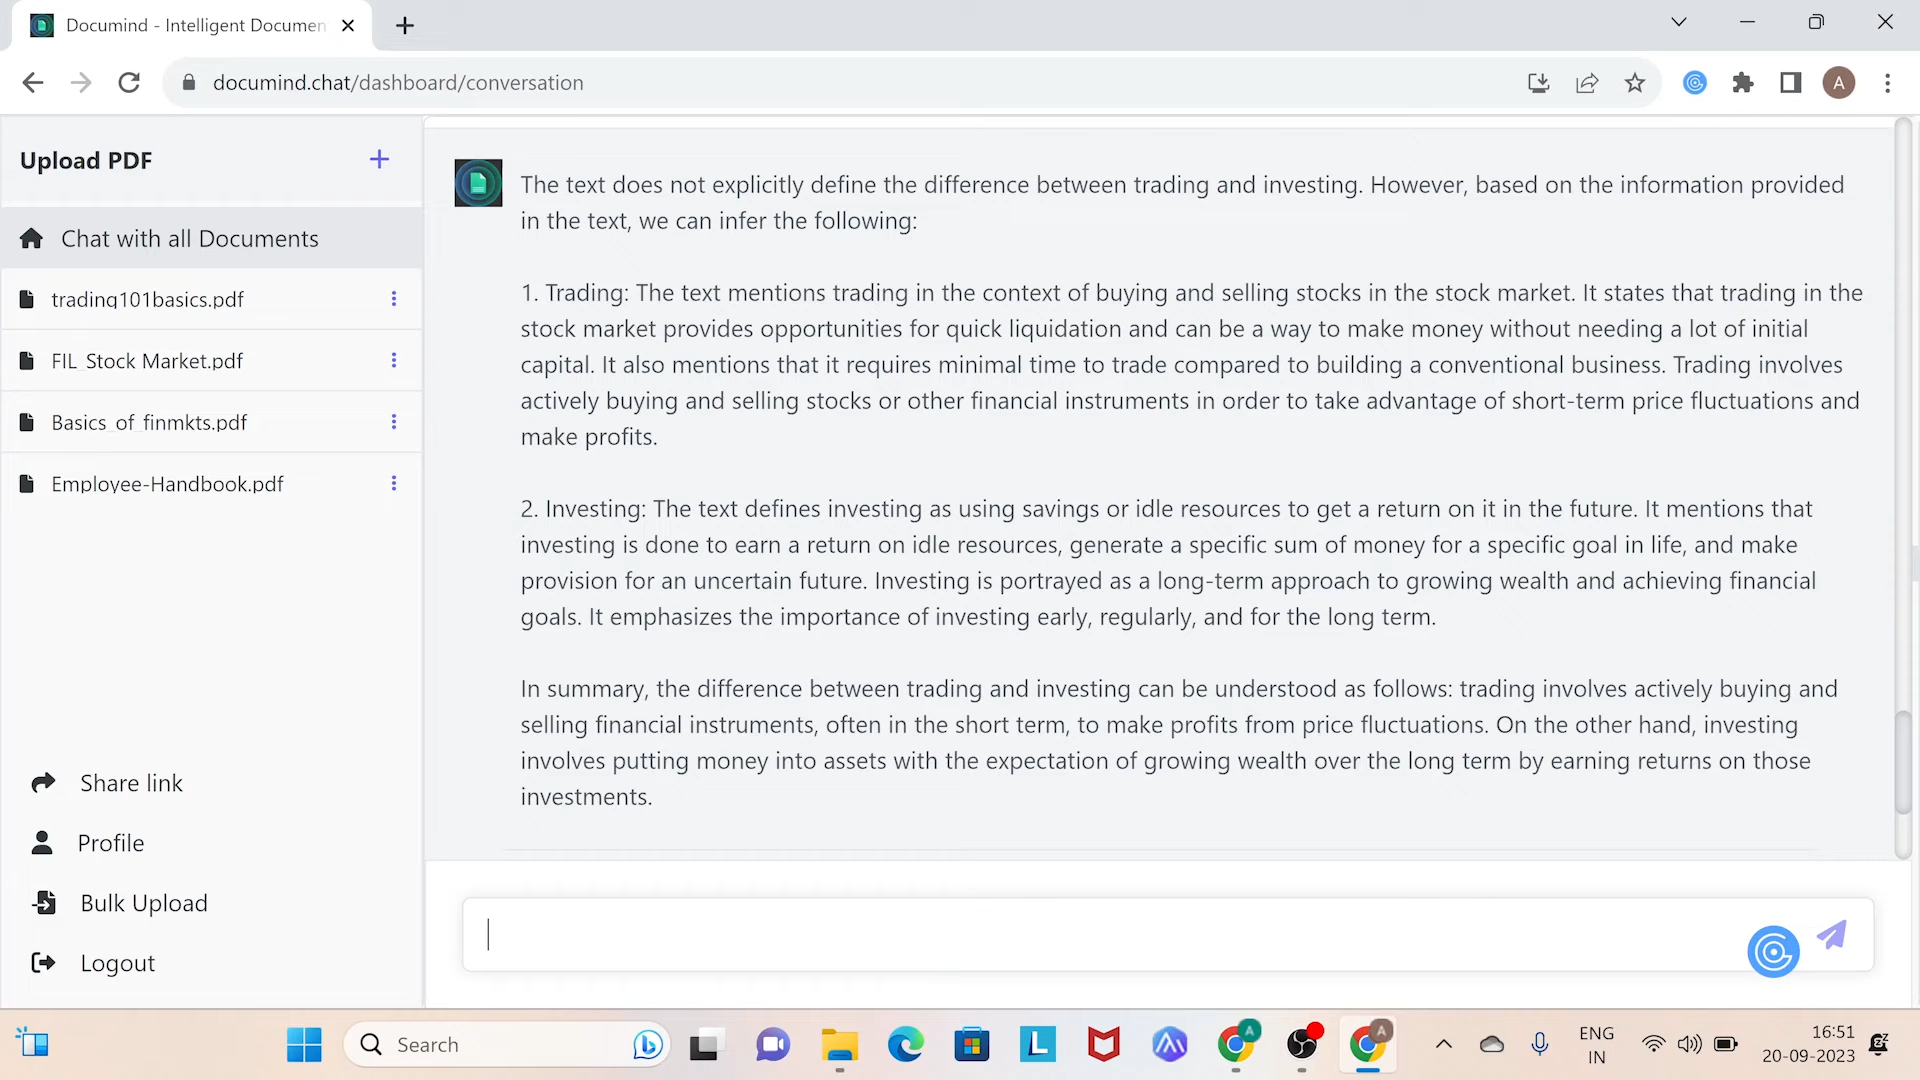 Documind - Intelligent Documen
documind.chat/dashboard/conversation
A
Upload PDF
Chat with all Documents
trading101basics.pdf
FIL_Stock Market.pdf
Basics_of_finmkts.pdf
Employee-Handbook.pdf
Share link
Profile
Bulk Upload
Logout
The text does not explicitly define the difference between trading and investing. However, based on the information provided
in the text, we can infer the following:
1. Trading: The text mentions trading in the context of buying and selling stocks in the stock market. It states that trading in the
stock market provides opportunities for quick liquidation and can be a way to make money without needing a lot of initial
capital. It also mentions that it requires minimal time to trade compared to building a conventional business. Trading involves
actively buying and selling stocks or other financial instruments in order to take advantage of short-term price fluctuations and
make profits.
2. Investing: The text defines investing as using savings or idle resources to get a return on it in the future. It mentions that
investing is done to earn a return on idle resources, generate a specific sum of money for a specific goal in life, and make
provision for an uncertain future. Investing is portrayed as a long-term approach to growing wealth and achieving financial
goals. It emphasizes the importance of investing early, regularly, and for the long term.
In summary, the difference between trading and investing can be understood as follows: trading involves actively buying and
selling financial instruments, often in the short term, to make profits from price fluctuations. On the other hand, investing
involves putting money into assets with the expectation of growing wealth over the long term by earning returns on those
investments.
Search
L
A
A
ENG
IN
16:51
20-09-2023